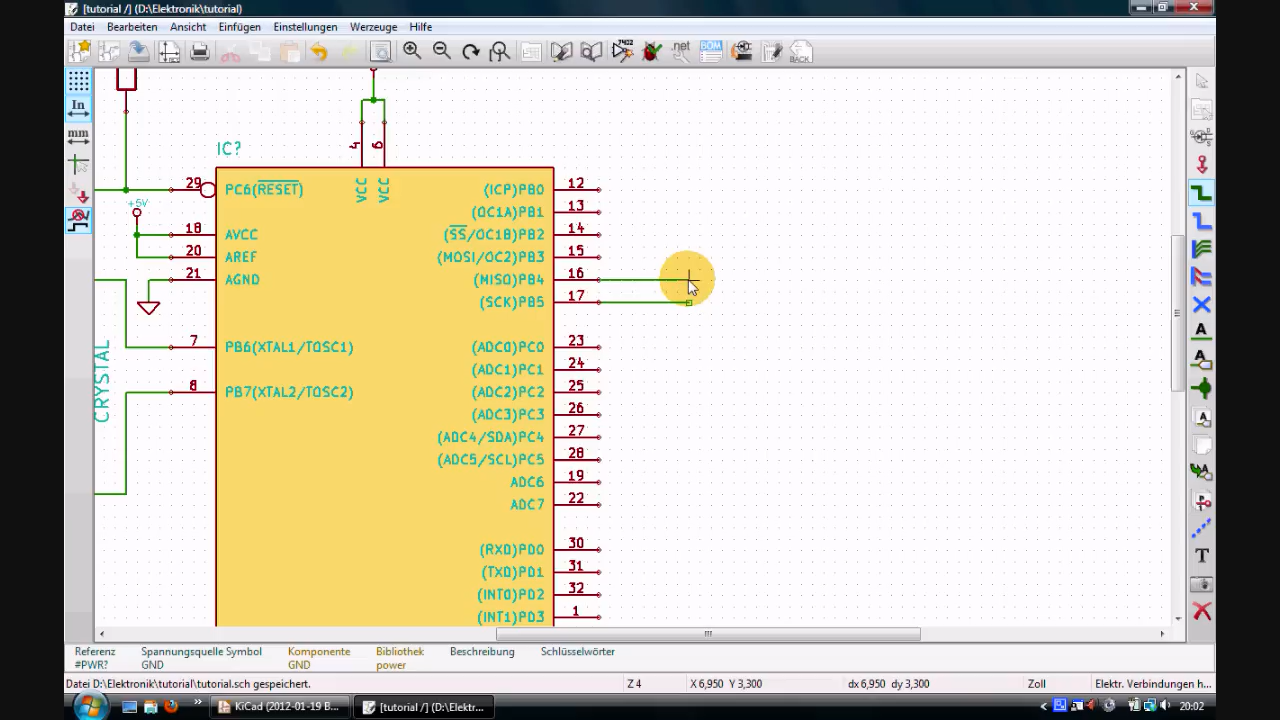 [tutorial /] (D:\Elektronik\tutorial)
Datei Bearbeiten Ansicht Einfügen Einstellungen Werkzeuge Hilfe
net BOM BACK
In
mm
IC?
4 6
VCC VCC
29 PC6(RESET)
+5V
18 AVCC
20 AREF
21 AGND
7 PB6(XTAL1/TOSC1)
8 PB7(XTAL2/TOSC2)
CRYSTAL
(ICP)PB0 12
(OC1A)PB1 13
(SS/OC1B)PB2 14
(MOSI/OC2)PB3 15
(MISO)PB4 16
(SCK)PB5 17
(ADC0)PC0 23
(ADC1)PC1 24
(ADC2)PC2 25
(ADC3)PC3 26
(ADC4/SDA)PC4 27
(ADC5/SCL)PC5 28
ADC6 19
ADC7 22
(RXD)PD0 30
(TXD)PD1 31
(INT0)PD2 32
(INT1)PD3 1
A
T
Referenz Spannungsquelle Symbol Komponente Bibliothek Beschreibung Schlüsselwörter
#PWR? GND GND power
Datei D:\Elektronik\tutorial\tutorial.sch gespeichert. Z 4 X 6,950 Y 3,300 dx 6,950 dy 3,300 Zoll Elektr. Verbindungen h...
KiCad (2012-01-19 B... [tutorial /] (D:\Elektr... 20:02